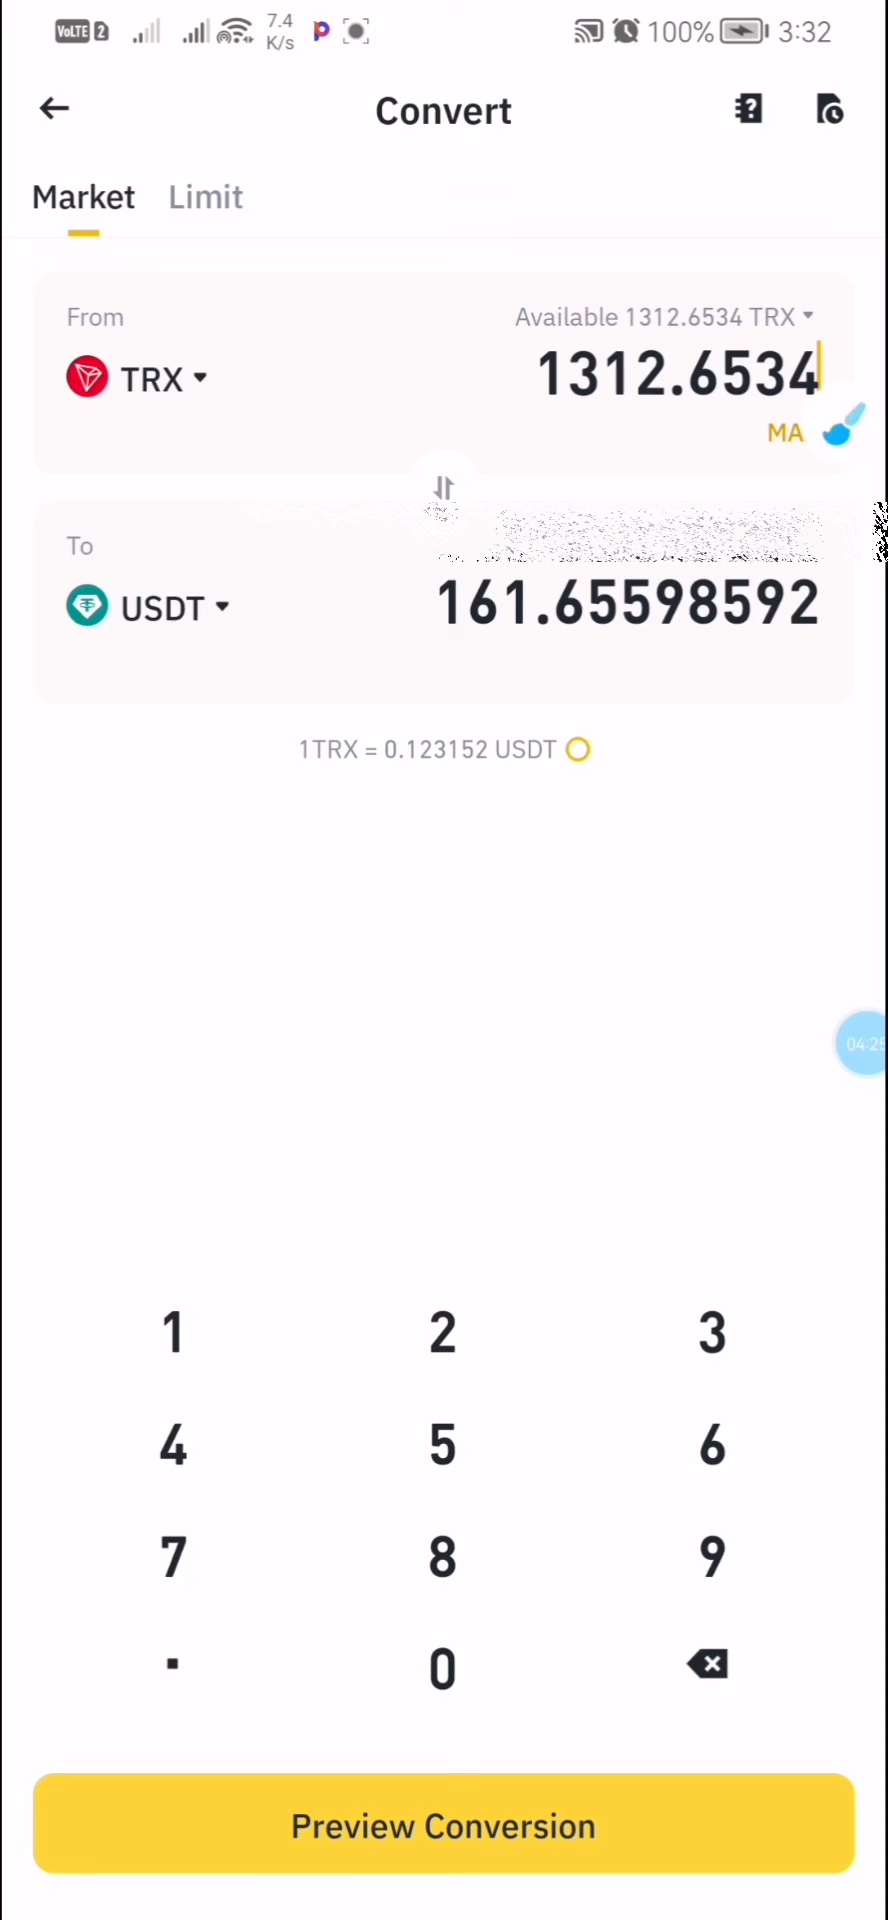 VoLTE 2 7.4 K/s 100% 3:32
Convert
Market Limit
From Available 1312.6534 TRX
TRX 1312.6534
MA
To
USDT 161.65598592
1TRX = 0.123152 USDT
04:25
1 2 3
4 5 6
7 8 9
. 0
Preview Conversion